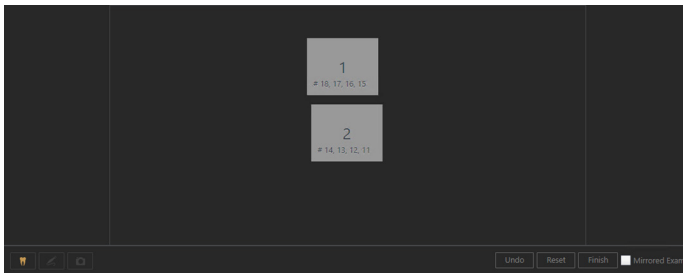 1
# 18, 17, 16, 15
2
# 14, 13, 12, 11
Undo Reset Finish Mirrored Exam